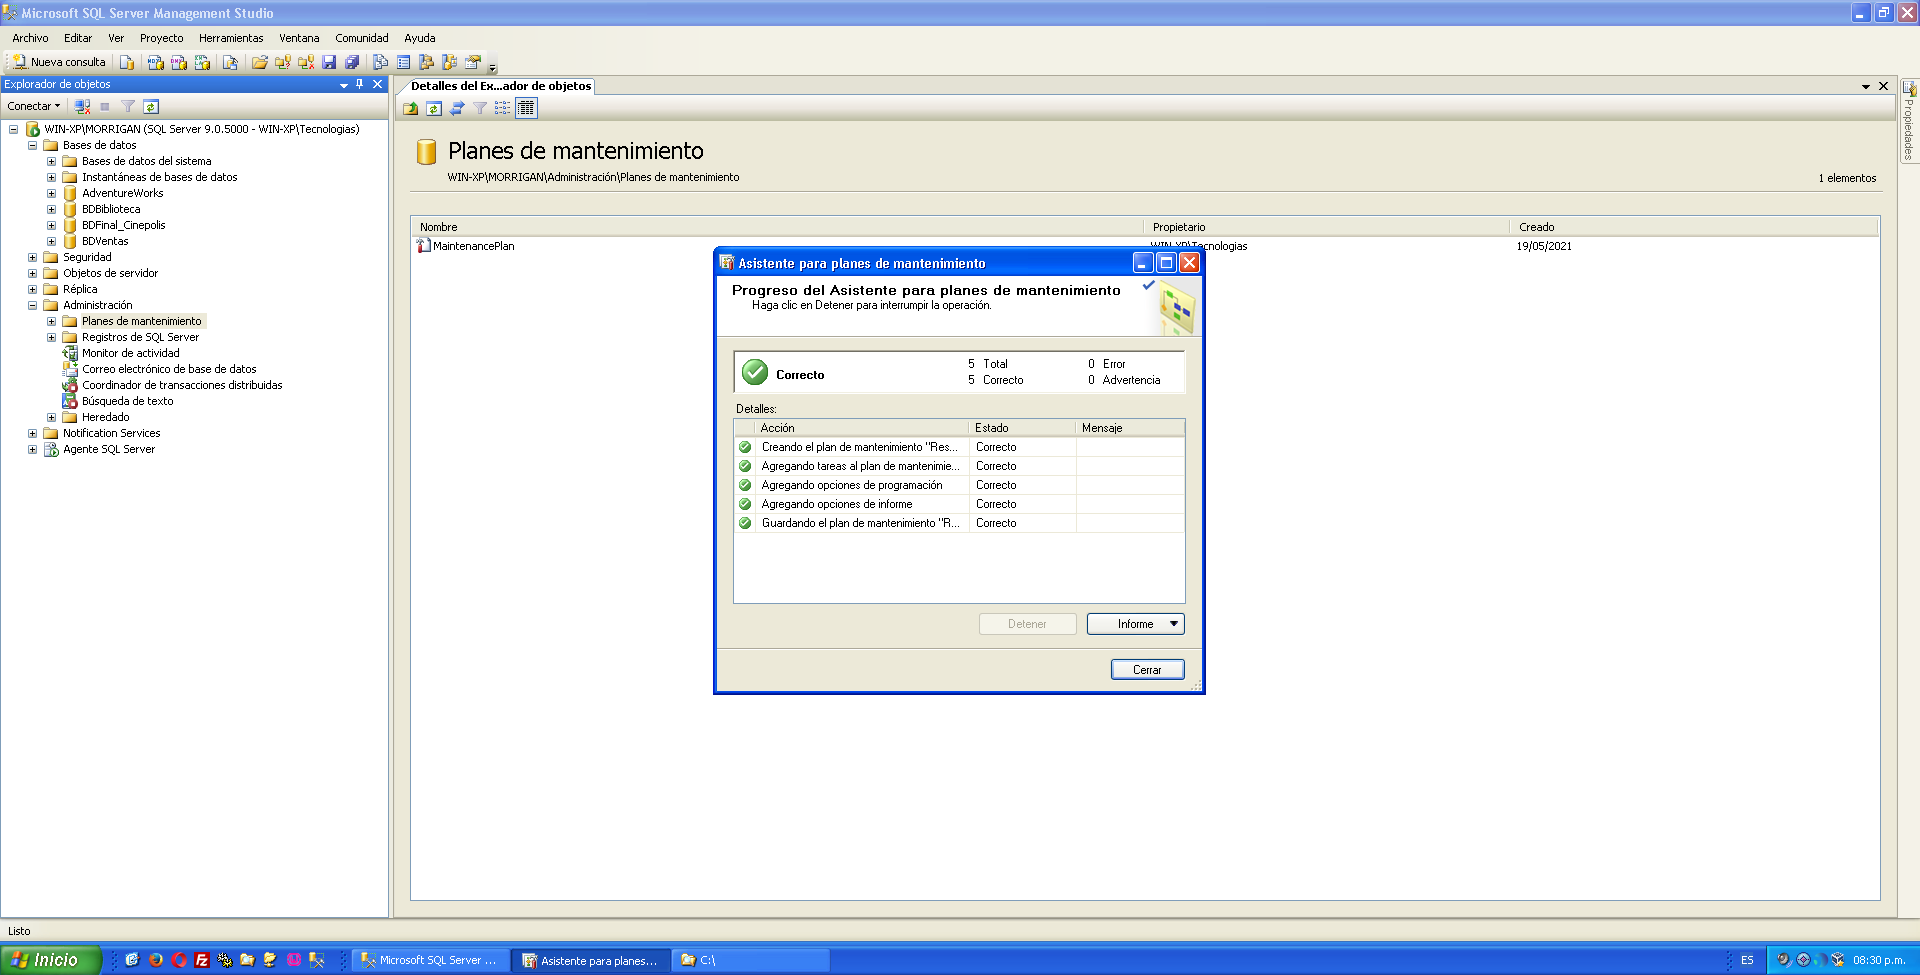 Microsoft SQL Server Management Studio
Archivo Editar Ver Proyecto Herramientas Ventana Comunidad Ayuda
Nueva consulta
Explorador de objetos
Conectar
WIN-XP\MORRIGAN (SQL Server 9.0.5000 - WIN-XP\Tecnologias)
Bases de datos
Bases de datos del sistema
Instantáneas de bases de datos
AdventureWorks
BDBiblioteca
BDFinal_Cinepolis
BDVentas
Seguridad
Objetos de servidor
Réplica
Administración
Planes de mantenimiento
Registros de SQL Server
Monitor de actividad
Correo electrónico de base de datos
Coordinador de transacciones distribuidas
Búsqueda de texto
Heredado
Notification Services
Agente SQL Server
Detalles del Ex...ador de objetos
Planes de mantenimiento
WIN-XP\MORRIGAN\Administración\Planes de mantenimiento
1 elementos
Nombre Propietario Creado
MaintenancePlan WIN-XP\Tecnologias 19/05/2021
Propiedades
Asistente para planes de mantenimiento
Progreso del Asistente para planes de mantenimiento
Haga clic en Detener para interrumpir la operación.
Correcto
5 Total 0 Error
5 Correcto 0 Advertencia
Detalles:
Acción Estado Mensaje
Creando el plan de mantenimiento "Res... Correcto
Agregando tareas al plan de mantenimie... Correcto
Agregando opciones de programación Correcto
Agregando opciones de informe Correcto
Guardando el plan de mantenimiento "R... Correcto
Detener Informe
Cerrar
Listo
Inicio
Microsoft SQL Server ...
Asistente para planes...
C:\
ES
08:30 p.m.